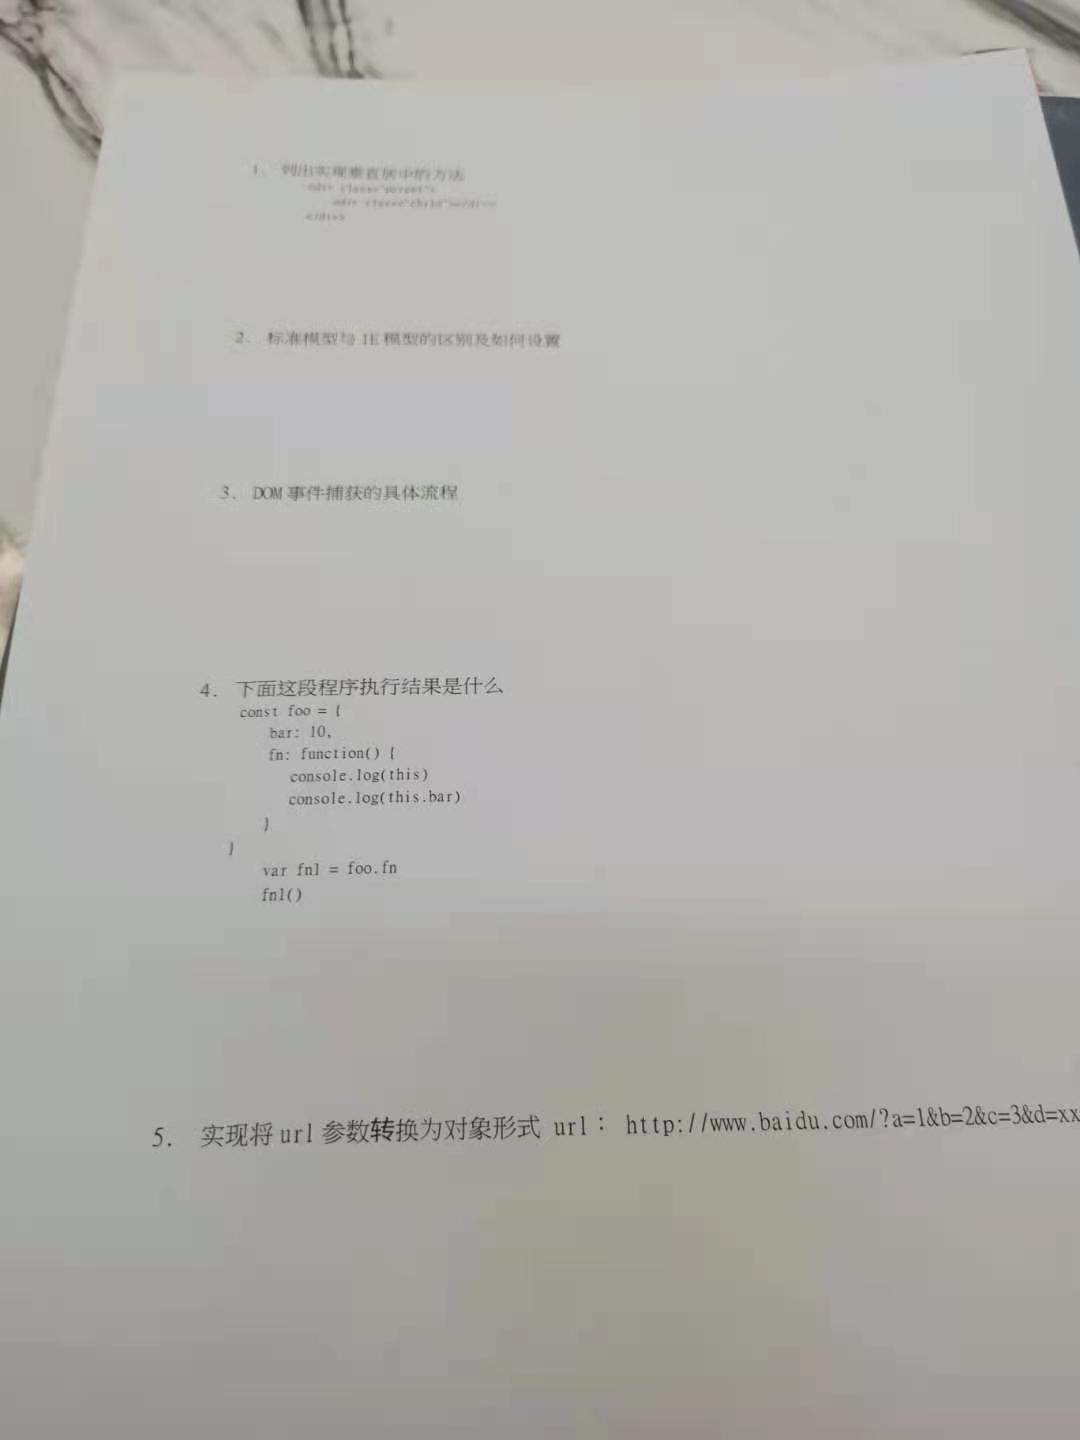 1. 列出实现垂直居中的方法
<div class="parent">
<div class="child"></div>
</div>
2. 标准模型与 IE 模型的区别及如何设置
3. DOM 事件捕获的具体流程
4. 下面这段程序执行结果是什么
const foo = {
bar: 10,
fn: function() {
console.log(this)
console.log(this.bar)
}
}
var fn1 = foo.fn
fn1()
5. 实现将 url 参数转换为对象形式 url： http://www.baidu.com/?a=1&b=2&c=3&d=xx